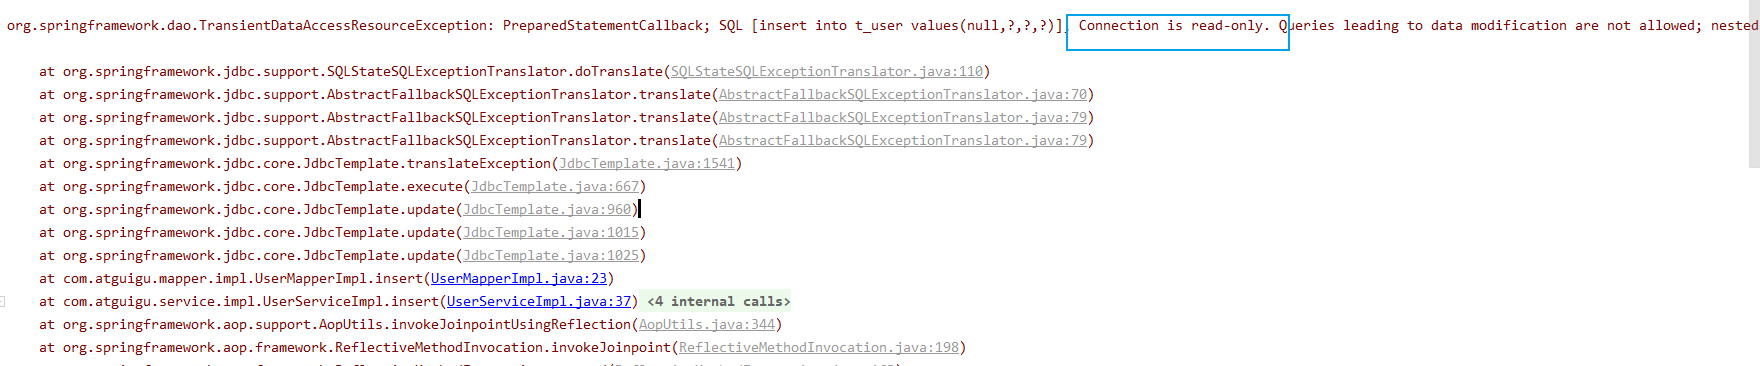 org.springframework.dao.TransientDataAccessResourceException: PreparedStatementCallback; SQL [insert into t_user values(null,?,?,?)]; Connection is read-only. Queries leading to data modification are not allowed; nested
at org.springframework.jdbc.support.SQLStateSQLExceptionTranslator.doTranslate(SQLStateSQLExceptionTranslator.java:110)
at org.springframework.jdbc.support.AbstractFallbackSQLExceptionTranslator.translate(AbstractFallbackSQLExceptionTranslator.java:70)
at org.springframework.jdbc.support.AbstractFallbackSQLExceptionTranslator.translate(AbstractFallbackSQLExceptionTranslator.java:79)
at org.springframework.jdbc.support.AbstractFallbackSQLExceptionTranslator.translate(AbstractFallbackSQLExceptionTranslator.java:79)
at org.springframework.jdbc.core.JdbcTemplate.translateException(JdbcTemplate.java:1541)
at org.springframework.jdbc.core.JdbcTemplate.execute(JdbcTemplate.java:667)
at org.springframework.jdbc.core.JdbcTemplate.update(JdbcTemplate.java:960)
at org.springframework.jdbc.core.JdbcTemplate.update(JdbcTemplate.java:1015)
at org.springframework.jdbc.core.JdbcTemplate.update(JdbcTemplate.java:1025)
at com.atguigu.mapper.impl.UserMapperImpl.insert(UserMapperImpl.java:23)
at com.atguigu.service.impl.UserServiceImpl.insert(UserServiceImpl.java:37) <4 internal calls>
at org.springframework.aop.support.AopUtils.invokeJoinpointUsingReflection(AopUtils.java:344)
at org.springframework.aop.framework.ReflectiveMethodInvocation.invokeJoinpoint(ReflectiveMethodInvocation.java:198)